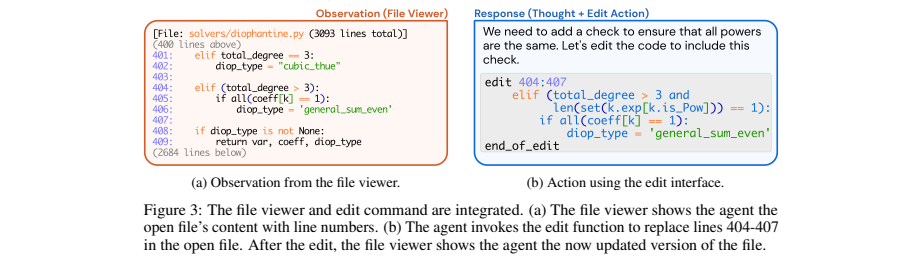 Observation (File Viewer)
[File: solvers/diophantine.py (3093 lines total)]
(400 lines above)
401: elif total_degree == 3:
402: diop_type = "cubic_thue"
403:
404: elif (total_degree > 3):
405: if all(coeff[k] == 1):
406: diop_type = 'general_sum_even'
407:
408: if diop_type is not None:
409: return var, coeff, diop_type
(2684 lines below)
(a) Observation from the file viewer.
Response (Thought + Edit Action)
We need to add a check to ensure that all powers
are the same. Let's edit the code to include this
check.
edit 404:407
elif (total_degree > 3 and
len(set(k.exp[k.is_Pow])) == 1):
if all(coeff[k] == 1):
diop_type = 'general_sum_even'
end_of_edit
(b) Action using the edit interface.
Figure 3: The file viewer and edit command are integrated. (a) The file viewer shows the agent the
open file's content with line numbers. (b) The agent invokes the edit function to replace lines 404-407
in the open file. After the edit, the file viewer shows the agent the now updated version of the file.